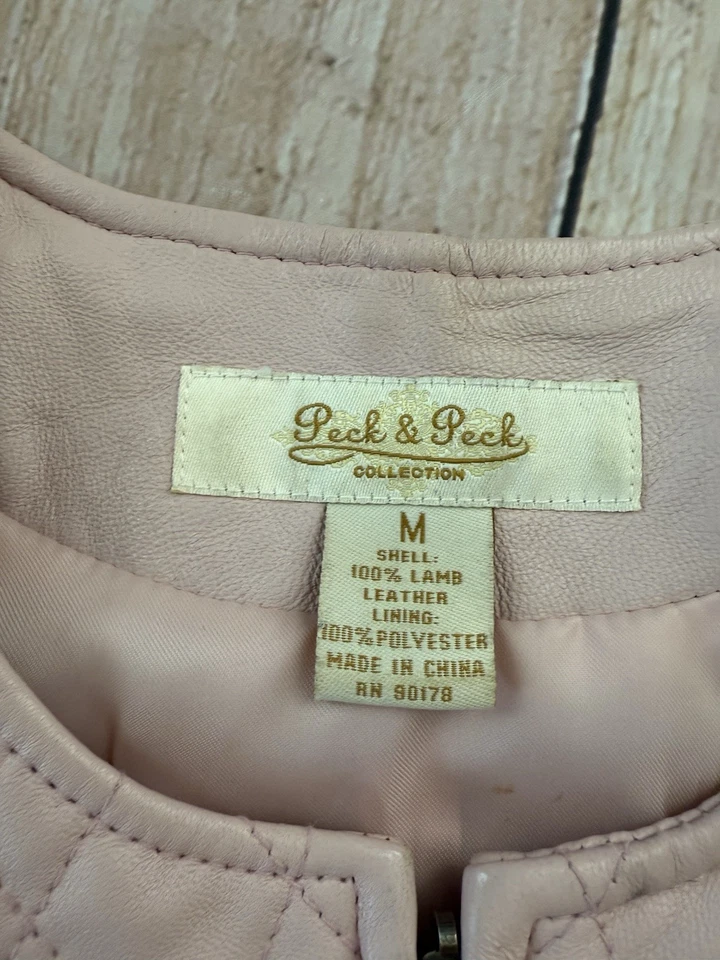 Peck & Peck
COLLECTION
M
SHELL:
100% LAMB
LEATHER
LINING:
100% POLYESTER
MADE IN CHINA
RN 90178